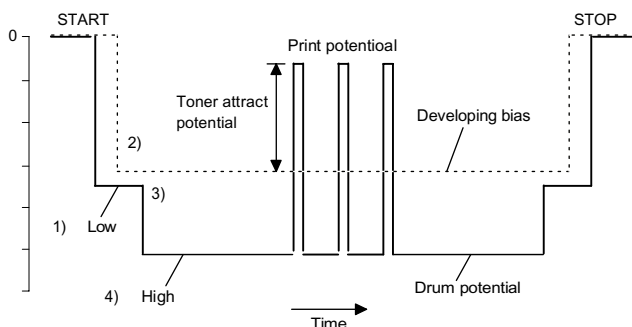 START
STOP
0
Print potentioal
Toner attract
potential
Developing bias
2)
3)
1)
Low
4)
High
Drum potential
Time